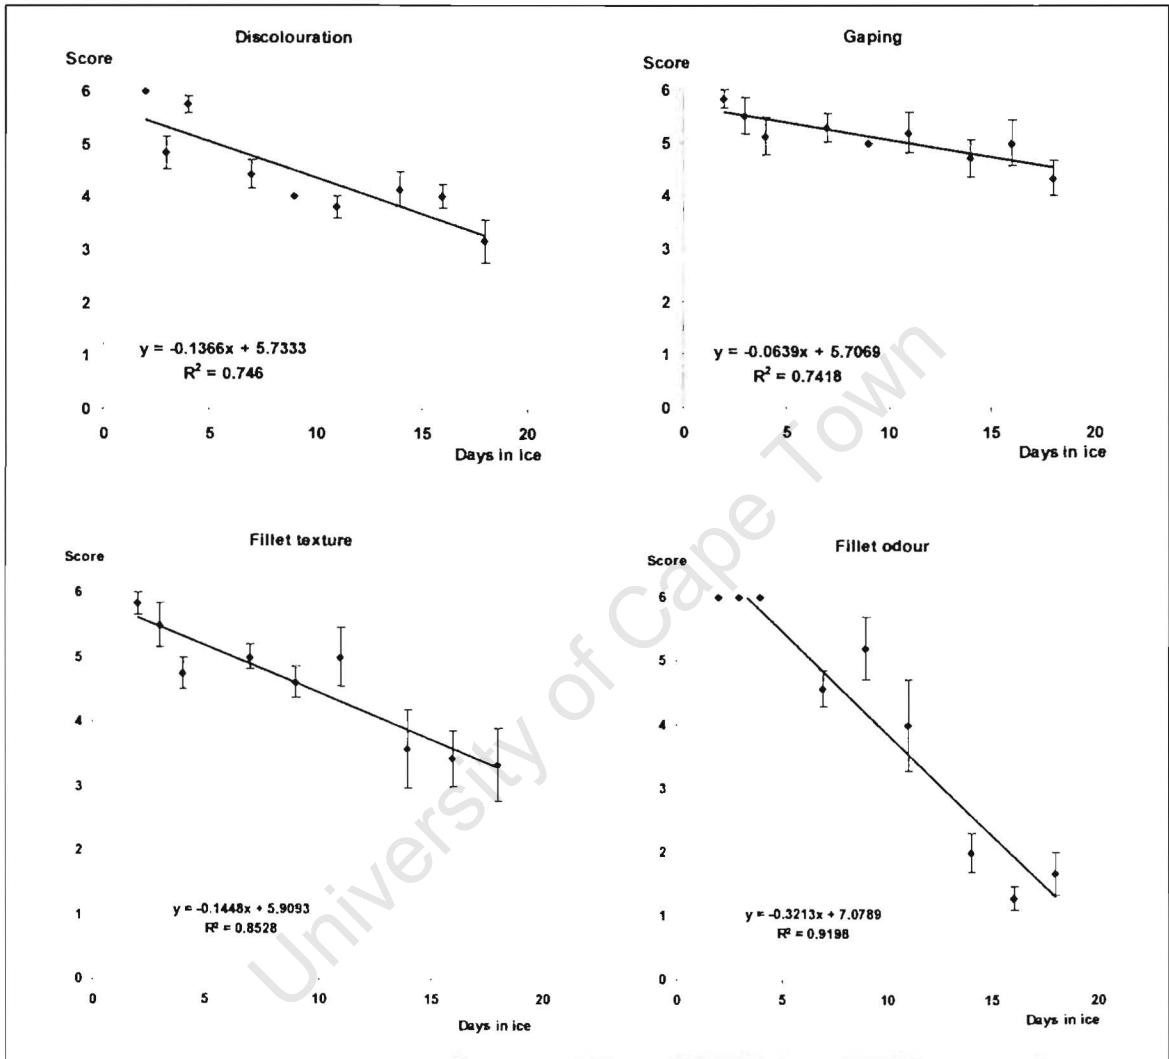 Discolouration
Score
6
5
4
3
2
1
0
y = -0.1366x + 5.7333
R² = 0.746
0 5 10 15 20
Days in ice
Gaping
Score
6
5
4
3
2
1
0
y = -0.0639x + 5.7069
R² = 0.7418
0 5 10 15 20
Days in ice
Fillet texture
Score
6
5
4
3
2
1
0
y = -0.1448x + 5.9093
R² = 0.8528
0 5 10 15 20
Days in ice
Fillet odour
Score
6
5
4
3
2
1
0
y = -0.3213x + 7.0789
R² = 0.9198
0 5 10 15 20
Days in ice
University of Cape Town